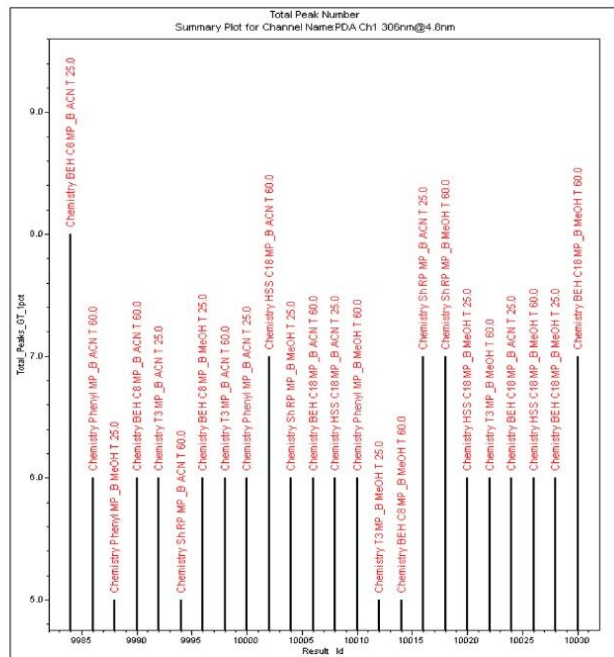 Total Peak Number
Summary Plot for Channel Name:PDA Ch1 306nm@4.8nm
Total_Peaks_GT_1pct
9.0
8.0
7.0
6.0
5.0
Chemistry BEH C8 MP_B ACN T 25.0
Chemistry Phenyl MP_B ACN T 60.0
Chemistry Phenyl MP_B MeOH T 25.0
Chemistry BEH C8 MP_B ACN T 60.0
Chemistry T3 MP_B ACN T 25.0
Chemistry Sh RP MP_B ACN T 60.0
Chemistry BEH C8 MP_B MeOH T 25.0
Chemistry T3 MP_B ACN T 60.0
Chemistry Phenyl MP_B ACN T 25.0
Chemistry HSS C18 MP_B ACN T 60.0
Chemistry Sh RP MP_B MeOH T 25.0
Chemistry BEH C18 MP_B ACN T 60.0
Chemistry HSS C18 MP_B ACN T 25.0
Chemistry Phenyl MP_B MeOH T 60.0
Chemistry T3 MP_B MeOH T 25.0
Chemistry BEH C8 MP_B MeOH T 60.0
Chemistry Sh RP MP_B ACN T 25.0
Chemistry Sh RP MP_B MeOH T 60.0
Chemistry HSS C18 MP_B MeOH T 25.0
Chemistry T3 MP_B MeOH T 60.0
Chemistry BEH C18 MP_B ACN T 25.0
Chemistry HSS C18 MP_B MeOH T 60.0
Chemistry BEH C18 MP_B MeOH T 25.0
Chemistry BEH C18 MP_B MeOH T 60.0
9985 9990 9995 10000 10005 10010 10015 10020 10025 10030
Result Id